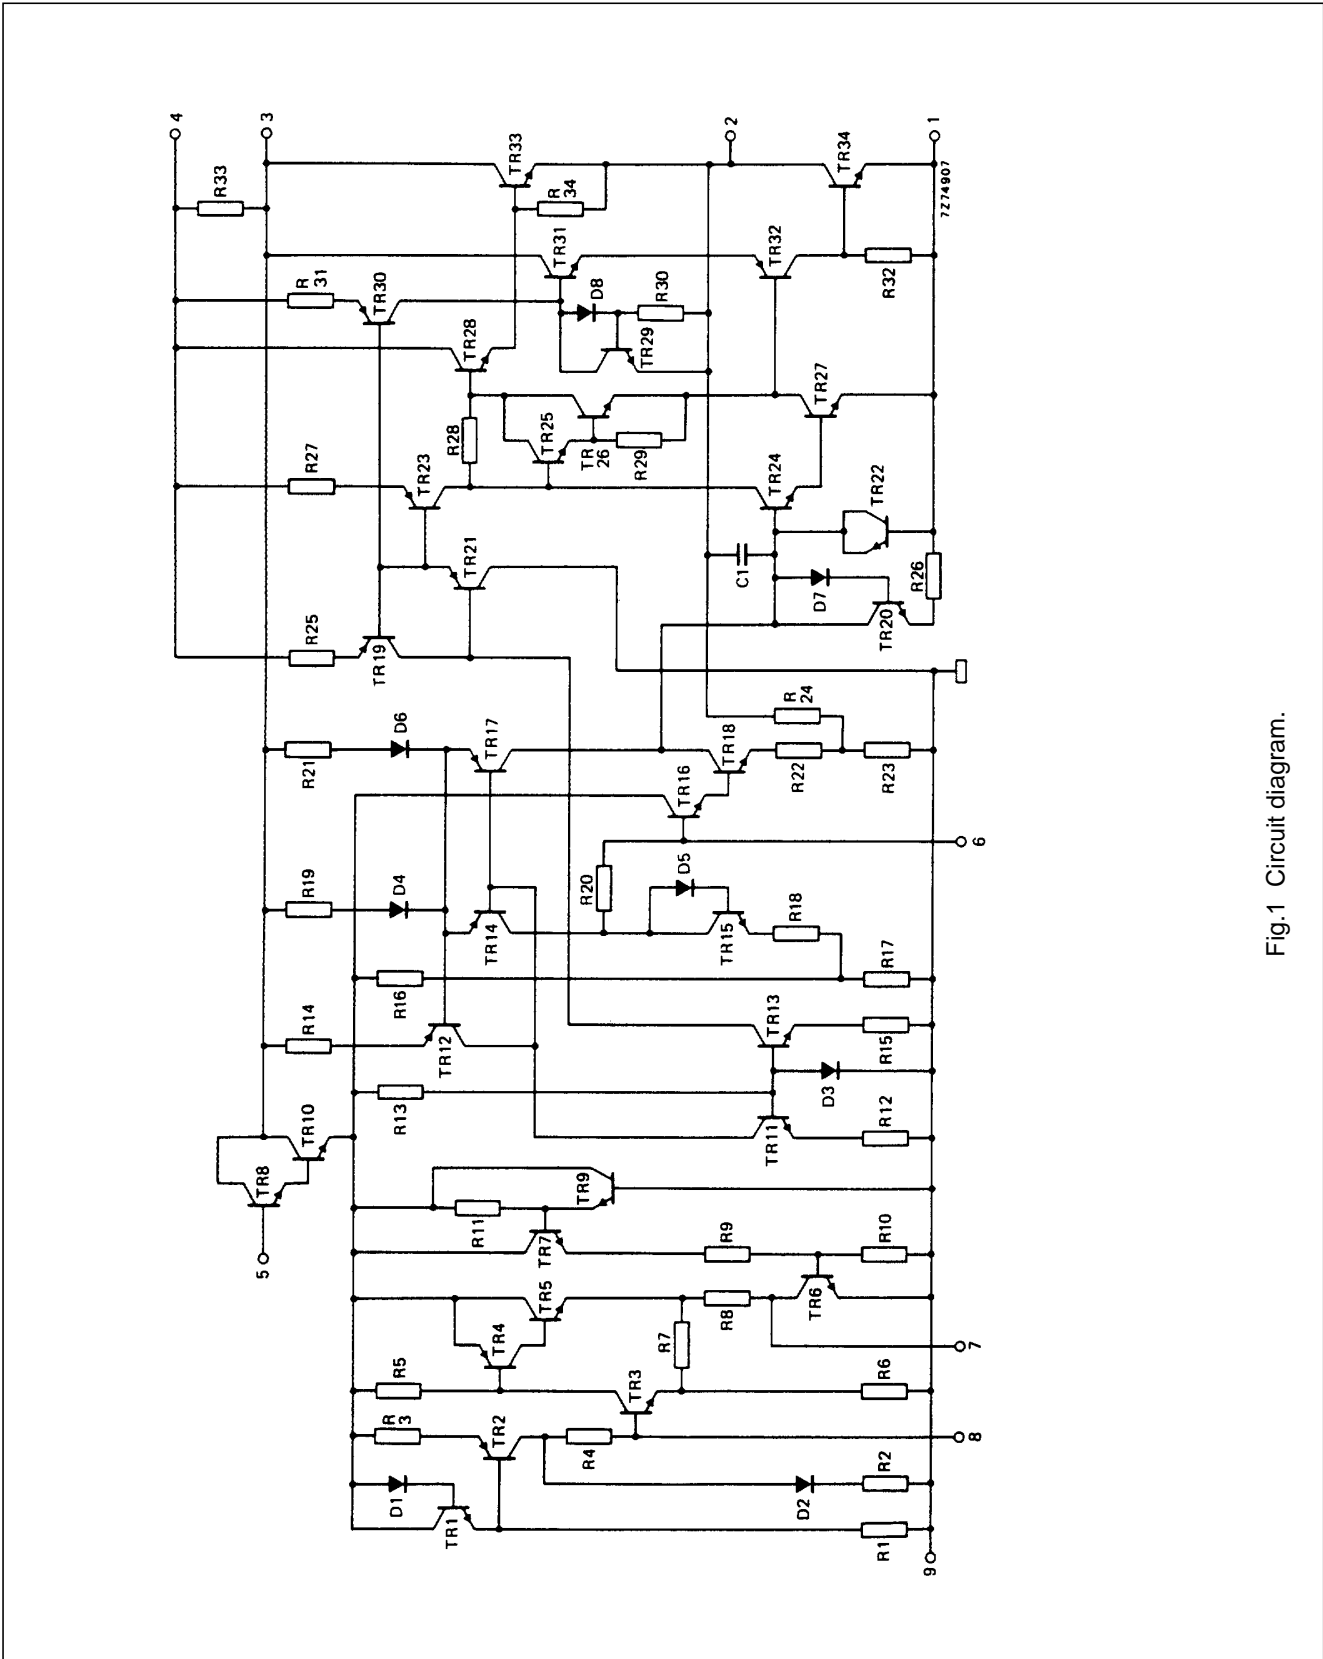 4
3
2
1
7Z74907
R33
TR33
R
34
TR34
R
31
TR30
TR31
D8
R30
TR29
TR32
R32
TR28
R28
TR25
TR
26
R29
TR27
R27
TR23
TR24
TR22
TR21
C1
D7
R26
TR20
R25
TR19
R
24
R21
D6
TR17
TR18
R22
R23
TR16
6
R19
D4
TR14
R20
D5
TR15
R18
R17
R16
R14
TR12
TR13
R15
R13
D3
TR11
R12
TR10
TR8
5
TR9
R11
TR7
R9
R10
TR5
TR4
R8
TR6
R7
7
R5
TR3
R6
R
3
TR2
R4
8
D1
TR1
D2
R2
R1
9
Fig.1 Circuit diagram.